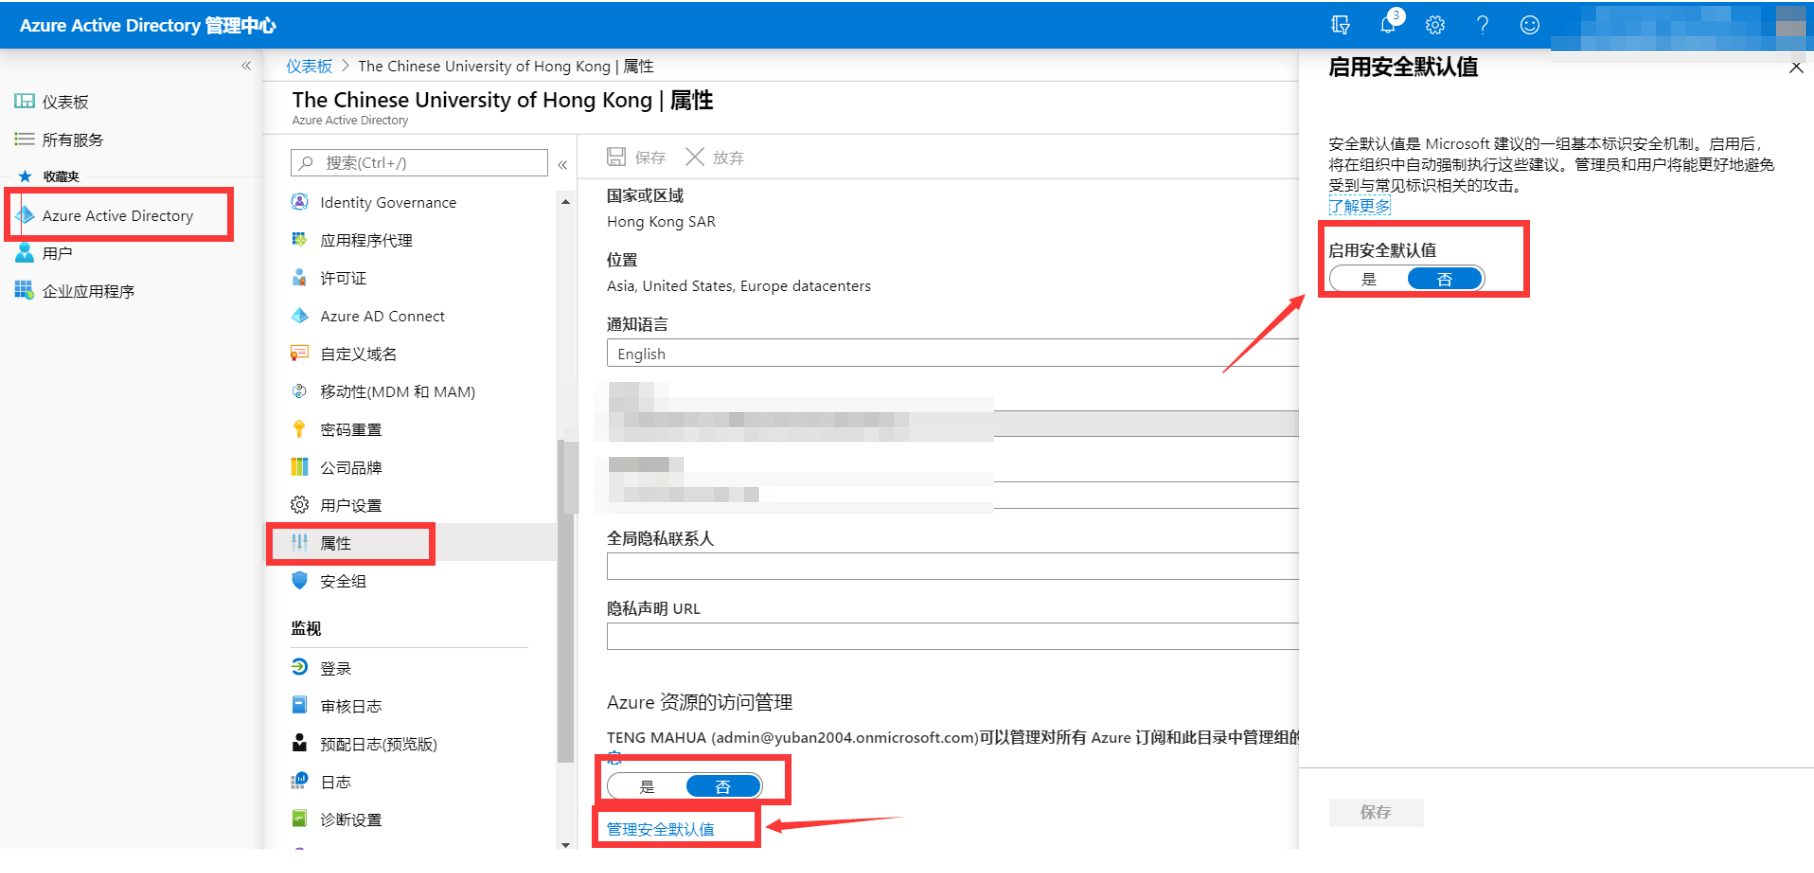 Azure Active Directory 管理中心
3
«
仪表板
所有服务
收藏夹
Azure Active Directory
用户
企业应用程序
仪表板 > The Chinese University of Hong Kong | 属性
The Chinese University of Hong Kong | 属性
Azure Active Directory
搜索(Ctrl+/)
«
Identity Governance
应用程序代理
许可证
Azure AD Connect
自定义域名
移动性(MDM 和 MAM)
密码重置
公司品牌
用户设置
属性
安全组
监视
登录
审核日志
预配日志(预览版)
日志
诊断设置
保存 放弃
国家或区域
Hong Kong SAR
位置
Asia, United States, Europe datacenters
通知语言
English
全局隐私联系人
隐私声明 URL
Azure 资源的访问管理
TENG MAHUA (admin@yuban2004.onmicrosoft.com)可以管理对所有 Azure 订阅和此目录中管理组的
息
是 否
管理安全默认值
启用安全默认值
安全默认值是 Microsoft 建议的一组基本标识安全机制。启用后，
将在组织中自动强制执行这些建议。管理员和用户将能更好地避免
受到与常见标识相关的攻击。
了解更多
启用安全默认值
是 否
保存